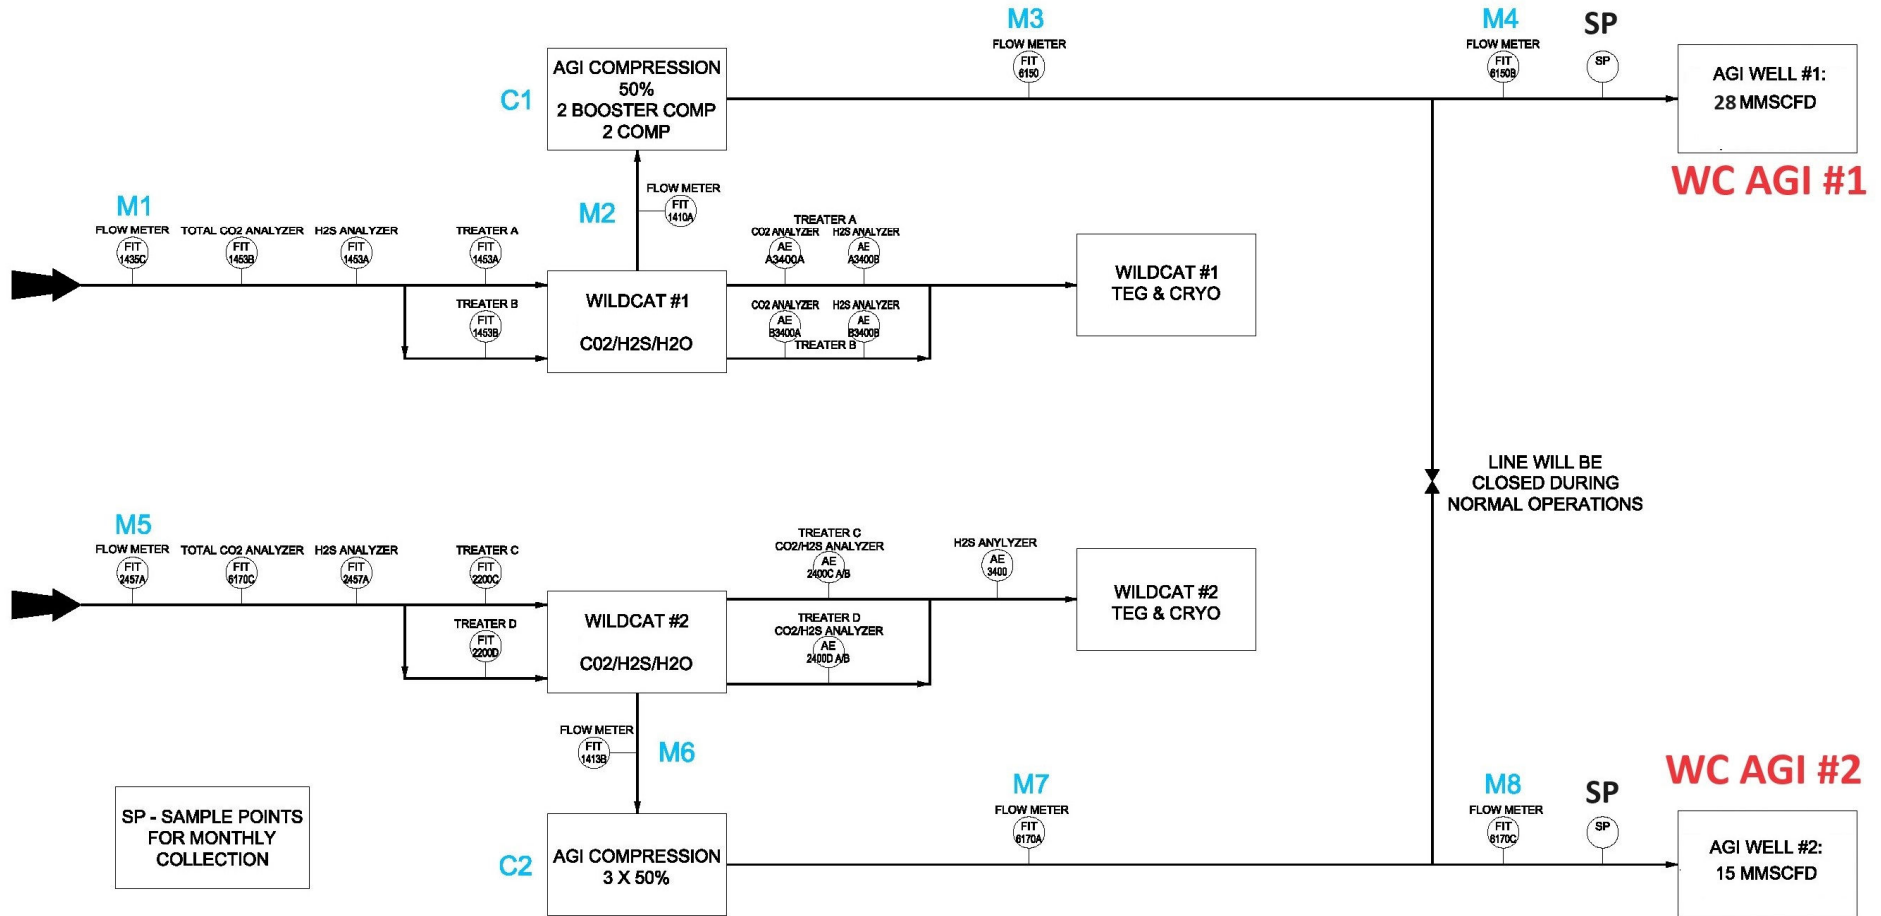 M3
FLOW METER
FIT
6150
M4
FLOW METER
FIT
6150B
SP
SP
AGI WELL #1:
28 MMSCFD
WC AGI #1
C1
AGI COMPRESSION
50%
2 BOOSTER COMP
2 COMP
M2
FLOW METER
FIT
1410A
M1
FLOW METER
FIT
1435C
TOTAL CO2 ANALYZER
FIT
1453B
H2S ANALYZER
FIT
1453A
TREATER A
FIT
1453A
TREATER B
FIT
1453B
WILDCAT #1
C02/H2S/H2O
TREATER A
CO2 ANALYZER
AE
A3400A
H2S ANALYZER
AE
A3400B
CO2 ANALYZER
AE
B3400A
H2S ANALYZER
AE
B3400B
TREATER B
WILDCAT #1
TEG & CRYO
LINE WILL BE
CLOSED DURING
NORMAL OPERATIONS
M5
FLOW METER
FIT
2457A
TOTAL CO2 ANALYZER
FIT
6170C
H2S ANALYZER
FIT
2457A
TREATER C
FIT
2200C
TREATER D
FIT
2200D
WILDCAT #2
C02/H2S/H2O
TREATER C
CO2/H2S ANALYZER
AE
2400C A/B
H2S ANYLYZER
AE
3400
TREATER D
CO2/H2S ANALYZER
AE
2400D A/B
WILDCAT #2
TEG & CRYO
FLOW METER
FIT
1413B
M6
SP - SAMPLE POINTS
FOR MONTHLY
COLLECTION
C2
AGI COMPRESSION
3 X 50%
M7
FLOW METER
FIT
6170A
M8
FLOW METER
FIT
6170C
SP
SP
WC AGI #2
AGI WELL #2:
15 MMSCFD